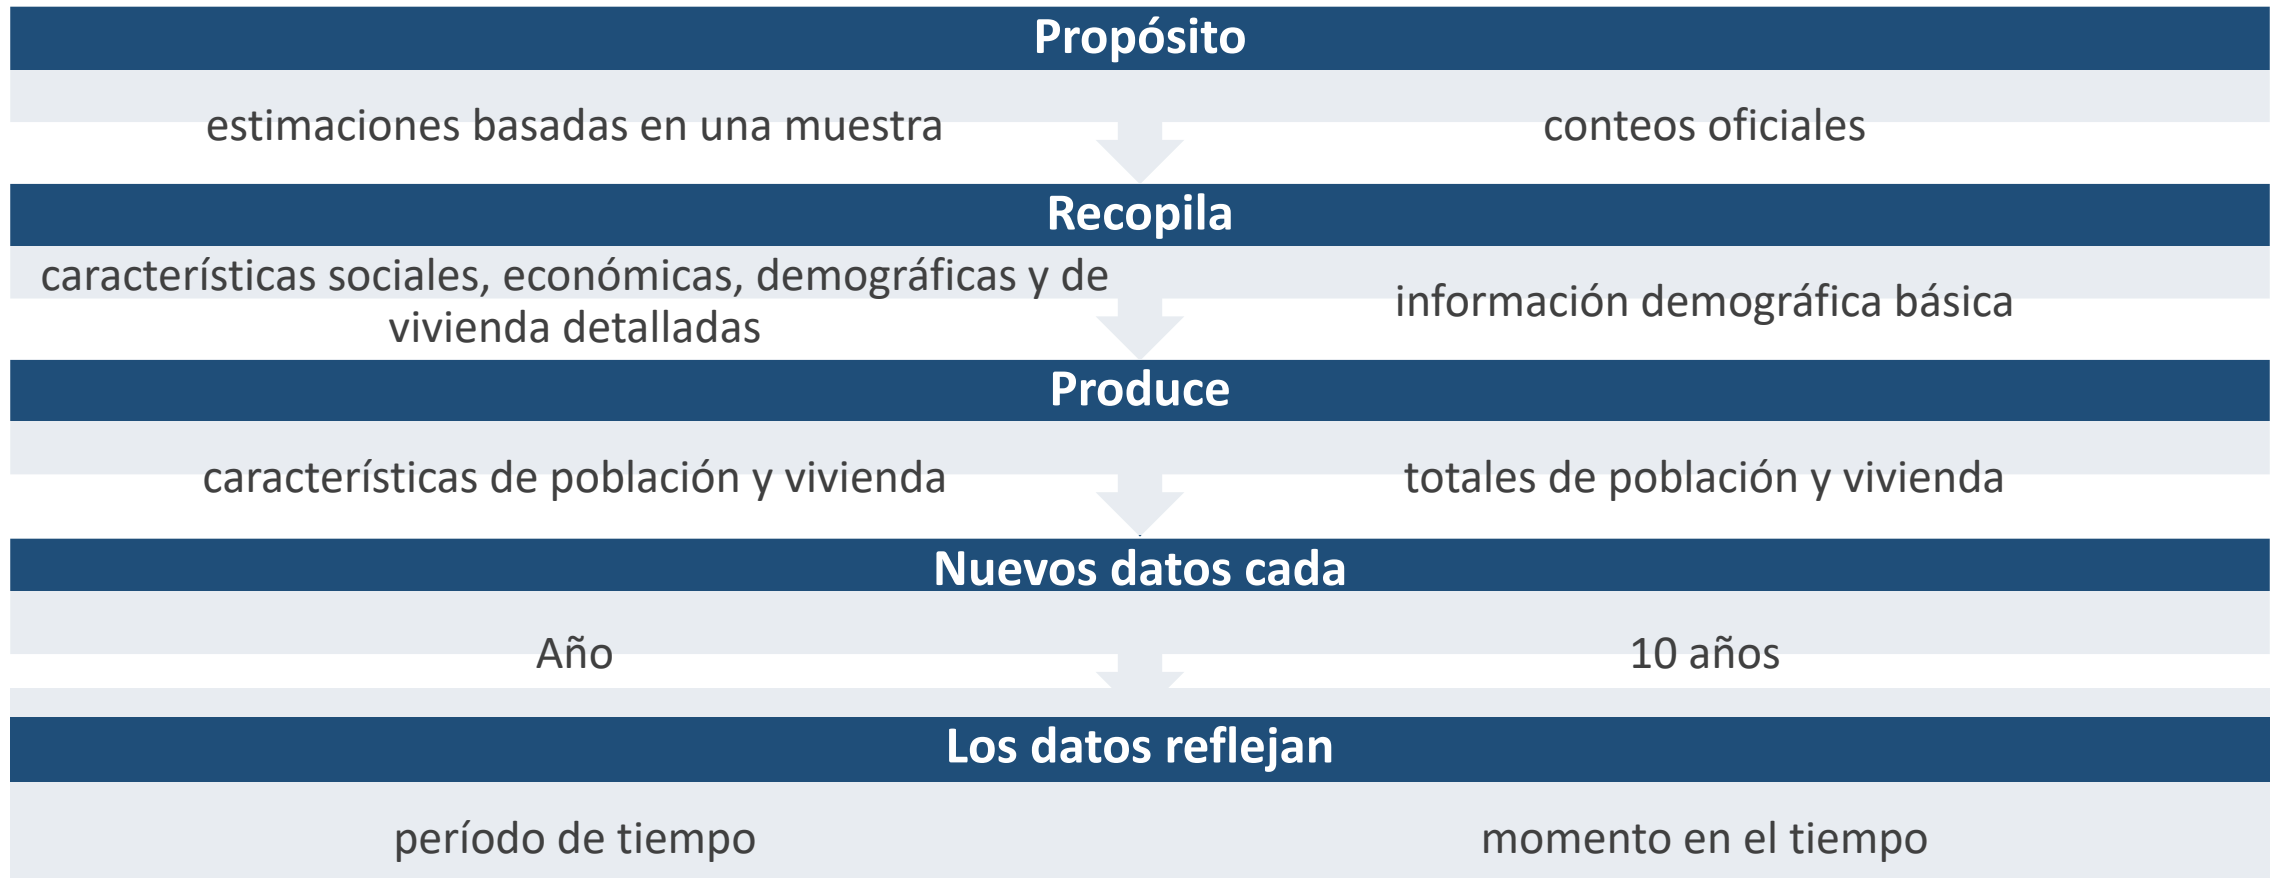 Propósito
estimaciones basadas en una muestra
conteos oficiales
Recopila
características sociales, económicas, demográficas y de
vivienda detalladas
información demográfica básica
Produce
características de población y vivienda
totales de población y vivienda
Nuevos datos cada
Año
10 años
Los datos reflejan
período de tiempo
momento en el tiempo